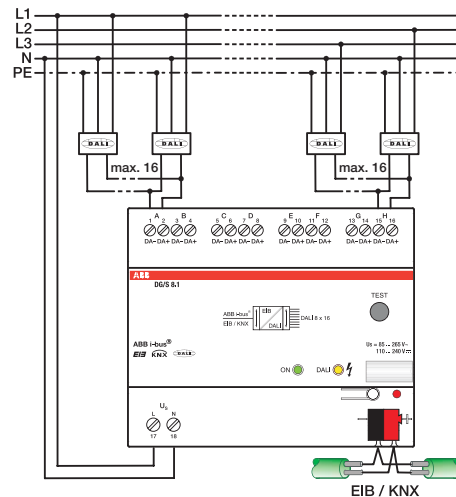 L1
L2
L3
N
PE
DALI DALI DALI DALI
max. 16 max. 16
A B C D E F G H
1 2 3 4 5 6 7 8 9 10 11 12 13 14 15 16
DA- DA+ DA- DA+ DA- DA+ DA- DA+ DA- DA+ DA- DA+ DA- DA+ DA- DA+
ABB
DG/S 8.1
TEST
ABB i-bus®
EIB / KNX
EIB
DALI
DALI 8 x 16
ABB i-bus®
EIB KNX DALI
Us = 85 ... 265 V~
110 ... 240 V
ON DALI
Us
L N
17 18
EIB / KNX